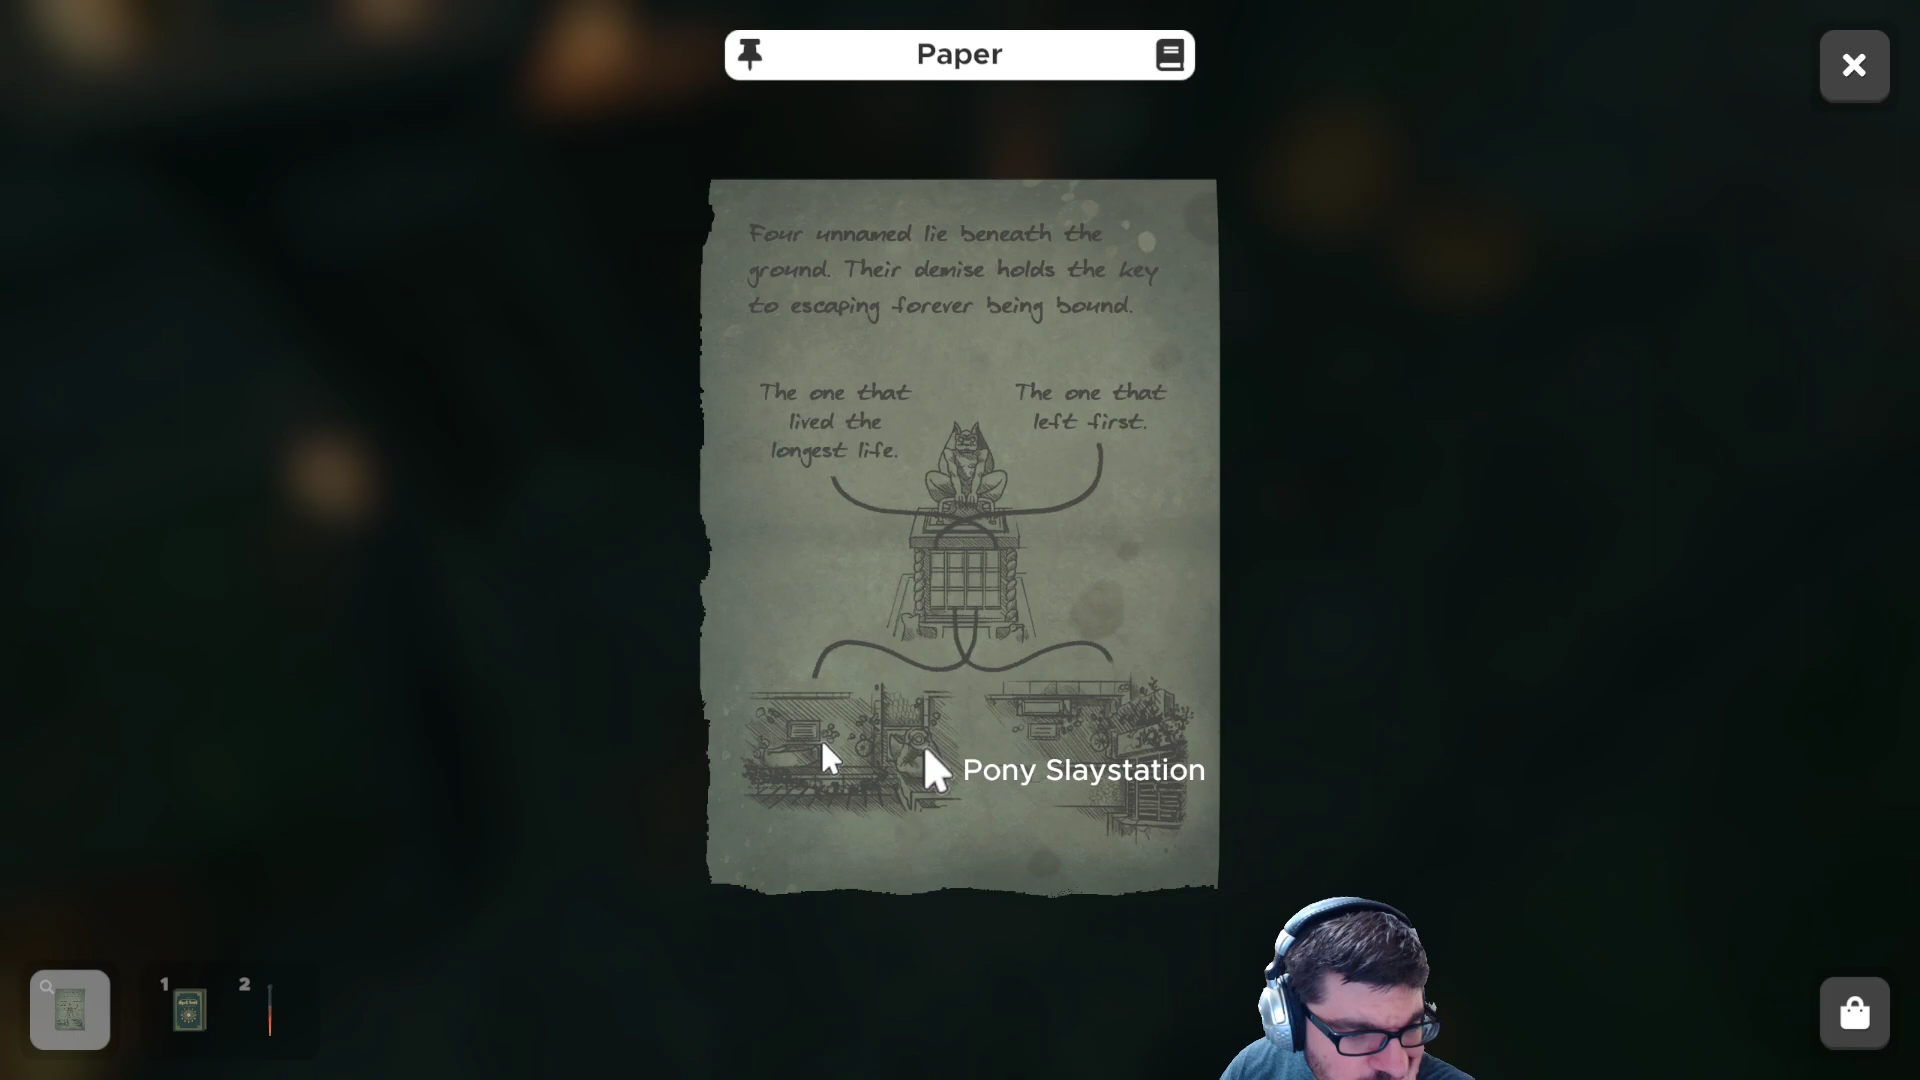 Paper
Four unnamed lie beneath the
ground. Their demise holds the key
to escaping forever being bound.
The one that
lived the
longest life.
The one that
left first.
Pony Slaystation
1
2